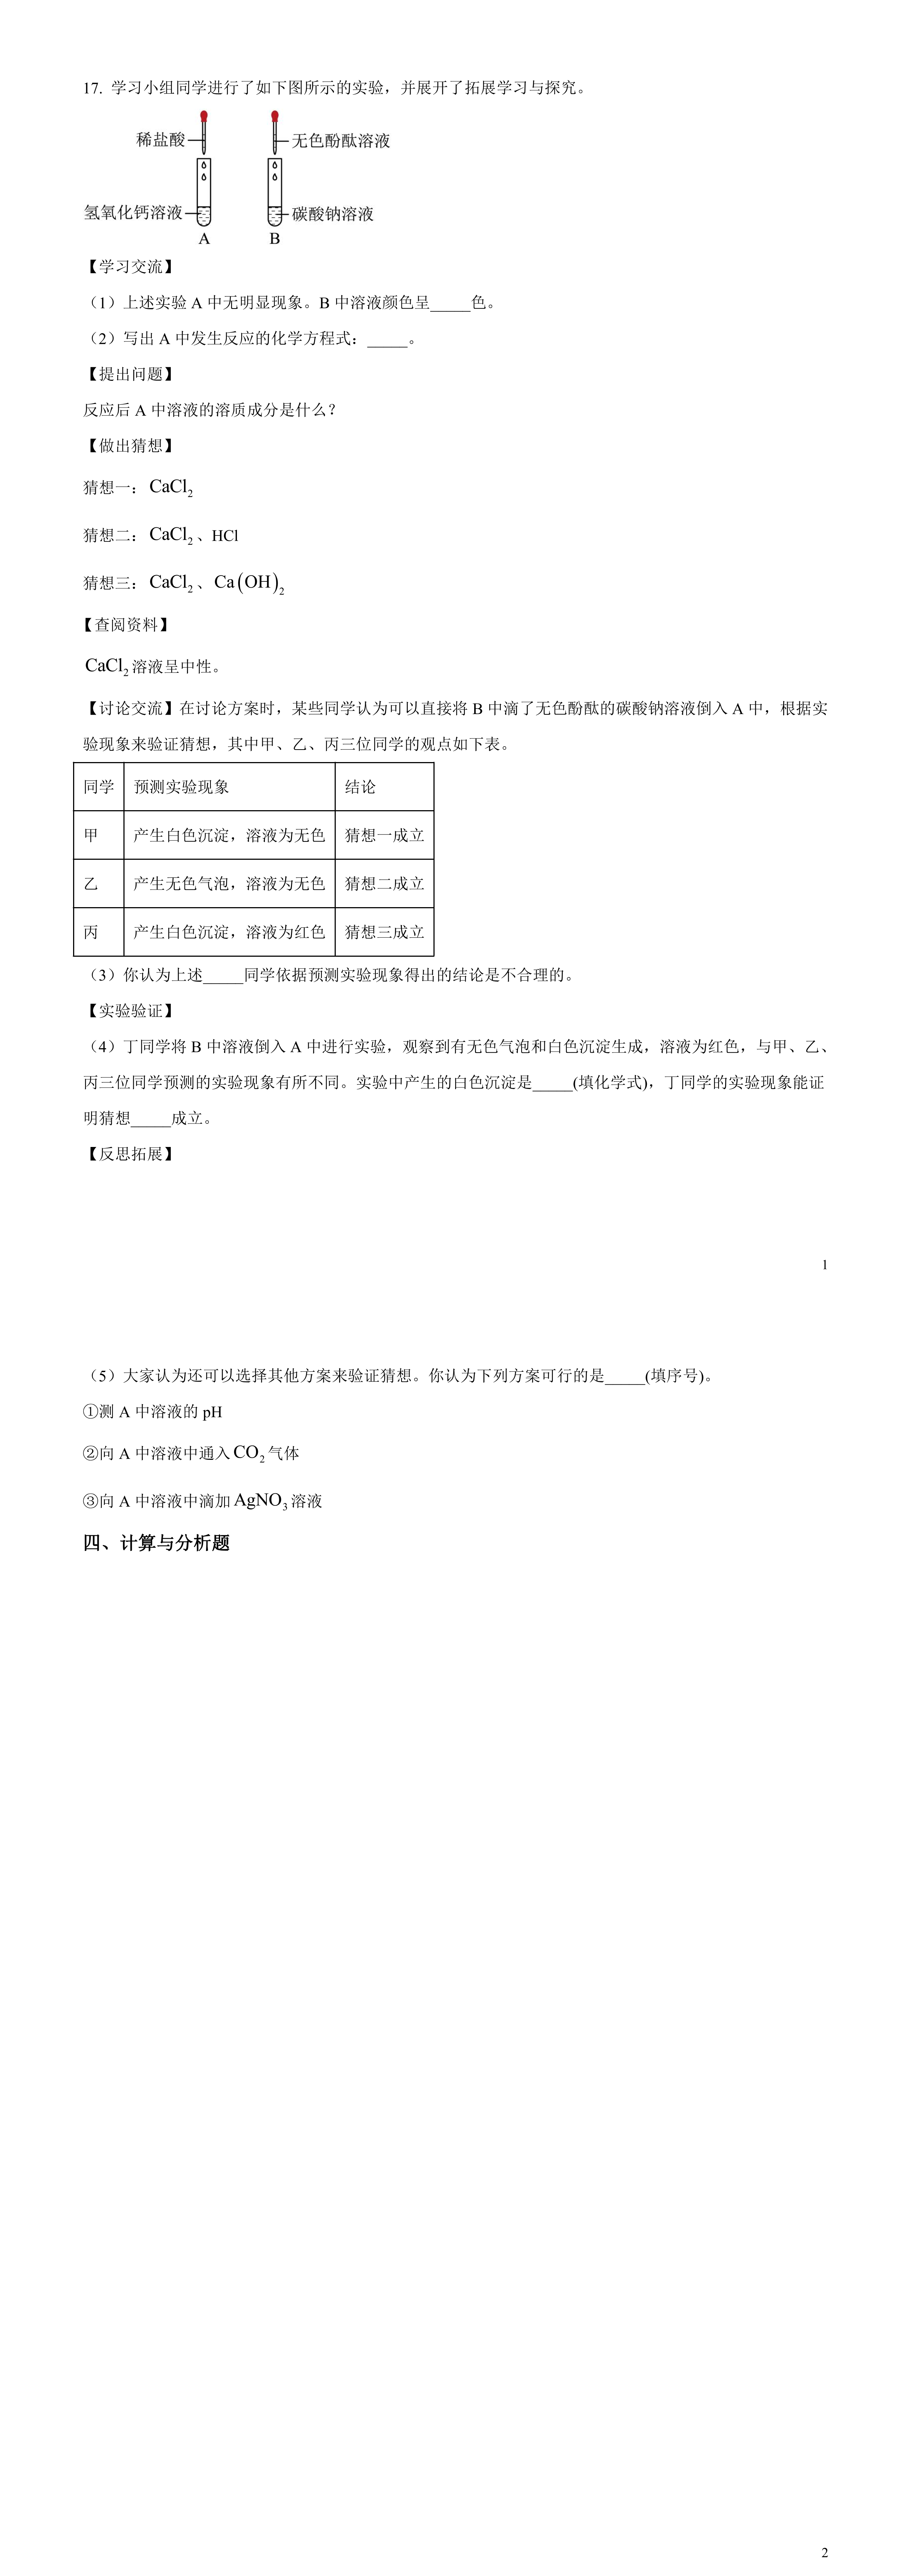 17. 学习小组同学进行了如下图所示的实验，并展开了拓展学习与探究。
稀盐酸
无色酚酞溶液
氢氧化钙溶液
碳酸钠溶液
A
B
【学习交流】
（1）上述实验 A 中无明显现象。B 中溶液颜色呈_____色。
（2）写出 A 中发生反应的化学方程式：_____。
【提出问题】
反应后 A 中溶液的溶质成分是什么？
【做出猜想】
猜想一：CaCl₂
猜想二：CaCl₂、HCl
猜想三：CaCl₂、Ca(OH)₂
【查阅资料】
CaCl₂溶液呈中性。
【讨论交流】在讨论方案时，某些同学认为可以直接将 B 中滴了无色酚酞的碳酸钠溶液倒入 A 中，根据实
验现象来验证猜想，其中甲、乙、丙三位同学的观点如下表。
同学 预测实验现象 结论
甲 产生白色沉淀，溶液为无色 猜想一成立
乙 产生无色气泡，溶液为无色 猜想二成立
丙 产生白色沉淀，溶液为红色 猜想三成立
（3）你认为上述_____同学依据预测实验现象得出的结论是不合理的。
【实验验证】
（4）丁同学将 B 中溶液倒入 A 中进行实验，观察到有无色气泡和白色沉淀生成，溶液为红色，与甲、乙、
丙三位同学预测的实验现象有所不同。实验中产生的白色沉淀是_____(填化学式)，丁同学的实验现象能证
明猜想_____成立。
【反思拓展】
1
（5）大家认为还可以选择其他方案来验证猜想。你认为下列方案可行的是_____(填序号)。
①测 A 中溶液的 pH
②向 A 中溶液中通入CO₂气体
③向 A 中溶液中滴加AgNO₃溶液
四、计算与分析题
2